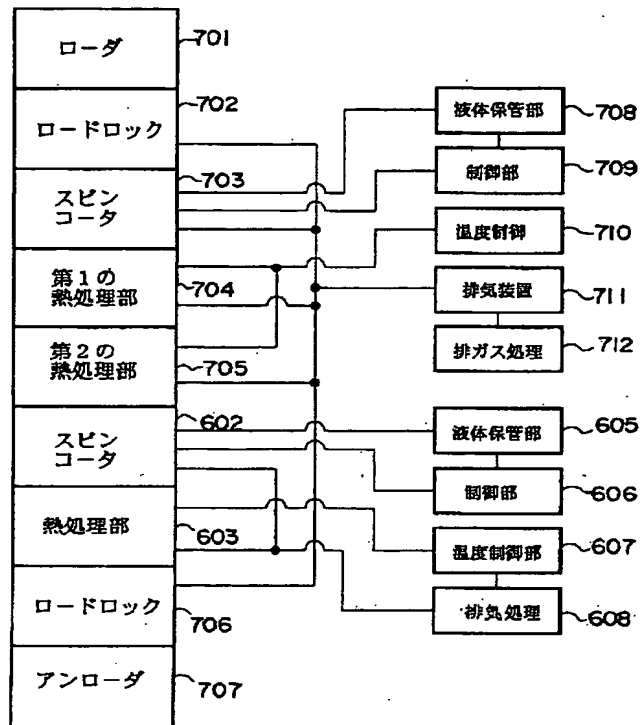 ローダ
701
702
ロードロック
703
スピン
コータ
第1の
熱処理部
704
第2の
熱処理部
705
602
スピン
コータ
熱処理部
603
ロードロック
706
アンローダ
707
液体保管部
708
制御部
709
温度制御
710
排気装置
711
排ガス処理
712
液体保管部
605
制御部
606
温度制御部
607
排気処理
608